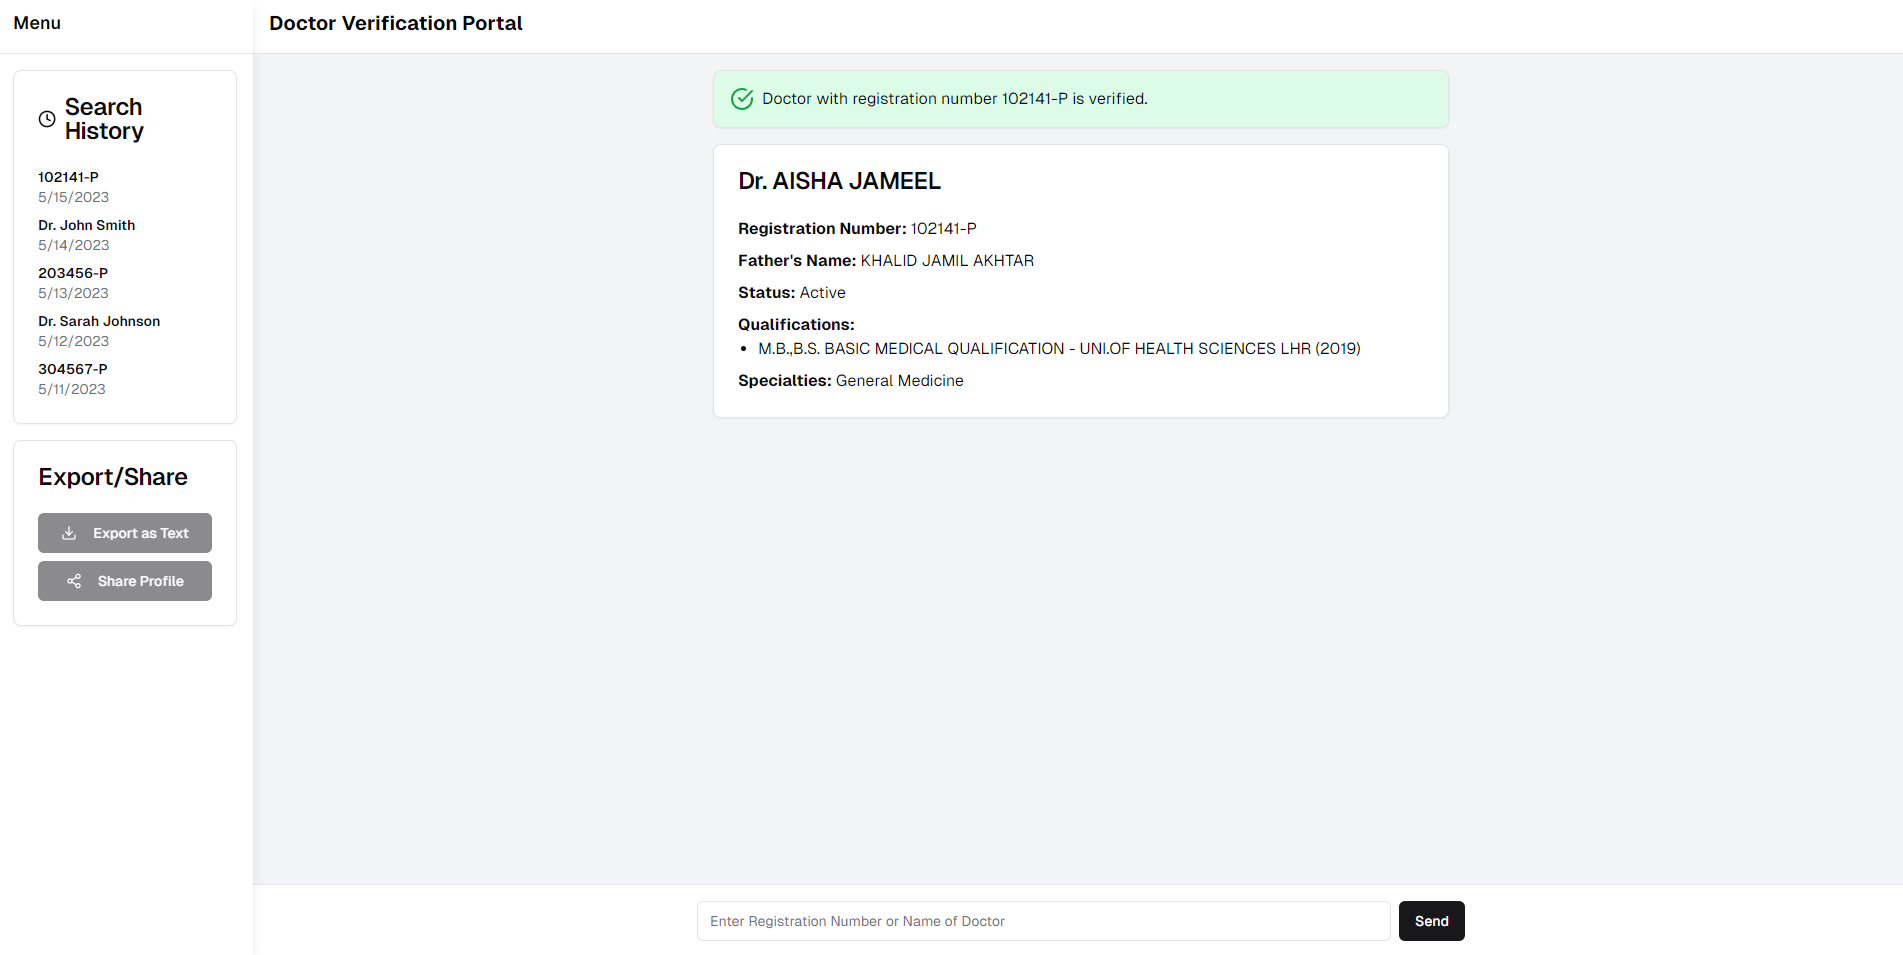 Menu
Doctor Verification Portal
Search
History
102141-P
5/15/2023
Dr. John Smith
5/14/2023
203456-P
5/13/2023
Dr. Sarah Johnson
5/12/2023
304567-P
5/11/2023
Export/Share
Export as Text
Share Profile
Doctor with registration number 102141-P is verified.
Dr. AISHA JAMEEL
Registration Number: 102141-P
Father's Name: KHALID JAMIL AKHTAR
Status: Active
Qualifications:
• M.B.,B.S. BASIC MEDICAL QUALIFICATION - UNI.OF HEALTH SCIENCES LHR (2019)
Specialties: General Medicine
Enter Registration Number or Name of Doctor
Send